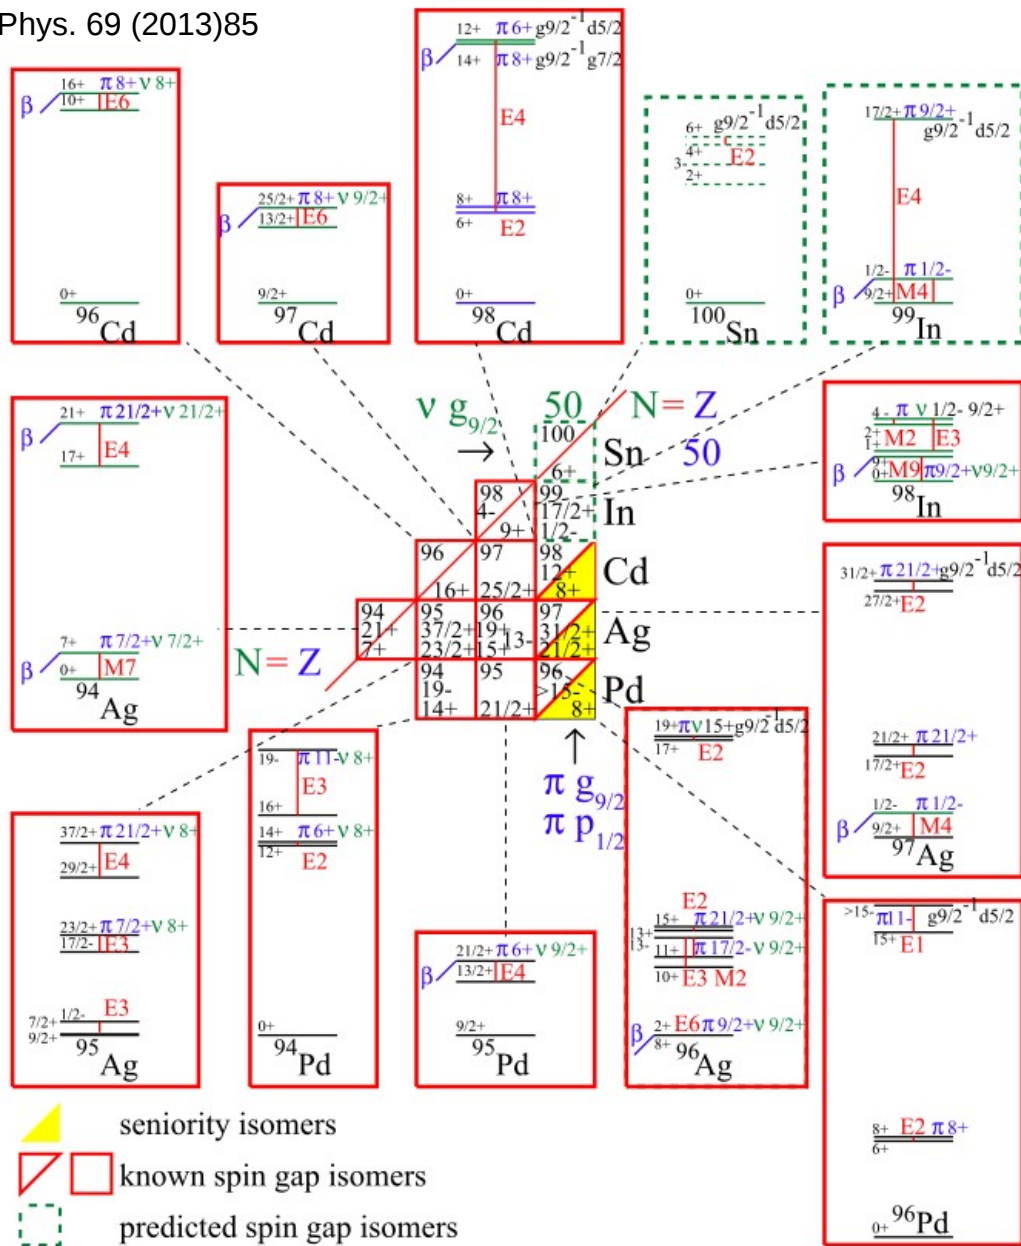 Phys. 69 (2013)85
16+ π 8+ ν 8+
10+ E6
β
0+
96Cd
25/2+ π 8+ ν 9/2+
13/2+ E6
β
9/2+
97Cd
12+ π 6+ g9/2-1d5/2
14+ π 8+ g9/2-1g7/2
β
E4
8+ π 8+
6+ E2
0+
98Cd
6+ g9/2-1d5/2
4+ E2
3-
2+
0+
100Sn
17/2+ π 9/2+
g9/2-1d5/2
E4
1/2- π 1/2-
β 9/2+ M4
99In
21+ π 21/2+ ν 21/2+
β E4
17+
7+ π 7/2+ ν 7/2+
β 0+ M7
94Ag
ν g9/2
→
50 N= Z
100 Sn 50
6+
98 99 In
4- 17/2+
9+ 1/2-
96 97 98 Cd
12+
16+ 25/2+ 8+
94 95 96 97 Ag
21+ 37/2+ 19+ 13- 31/2+
7+ 23/2+ 15+ 21/2+
N= Z
94 95 96 Pd
19- >15-
14+ 21/2+ 8+
↑
π g9/2
π p1/2
4 - π ν 1/2- 9/2+
2+ M2 E3
1+
9+
β 0+ M9 π9/2+ν9/2+
98In
31/2+ π 21/2+ g9/2-1d5/2
27/2+ E2
21/2+ π 21/2+
17/2+ E2
1/2- π 1/2-
β 9/2+ M4
97Ag
37/2+ π 21/2+ ν 8+
29/2+ E4
23/2+ π 7/2+ ν 8+
17/2- E3
1/2- E3
7/2+
9/2+
95Ag
19- π 11- ν 8+
E3
16+
14+ π 6+ ν 8+
12+ E2
0+
94Pd
21/2+ π 6+ ν 9/2+
β 13/2+ E4
9/2+
95Pd
19+ πν15+ g9/2-1d5/2
17+ E2
E2
15+ π 21/2+ ν 9/2+
13+
13- 11+ π 17/2- ν 9/2+
10+ E3 M2
2+ E6 π 9/2+ ν 9/2+
β 8+
96Ag
>15- π11- g9/2-1d5/2
15+ E1
8+ E2 π 8+
6+
0+ 96Pd
seniority isomers
known spin gap isomers
predicted spin gap isomers